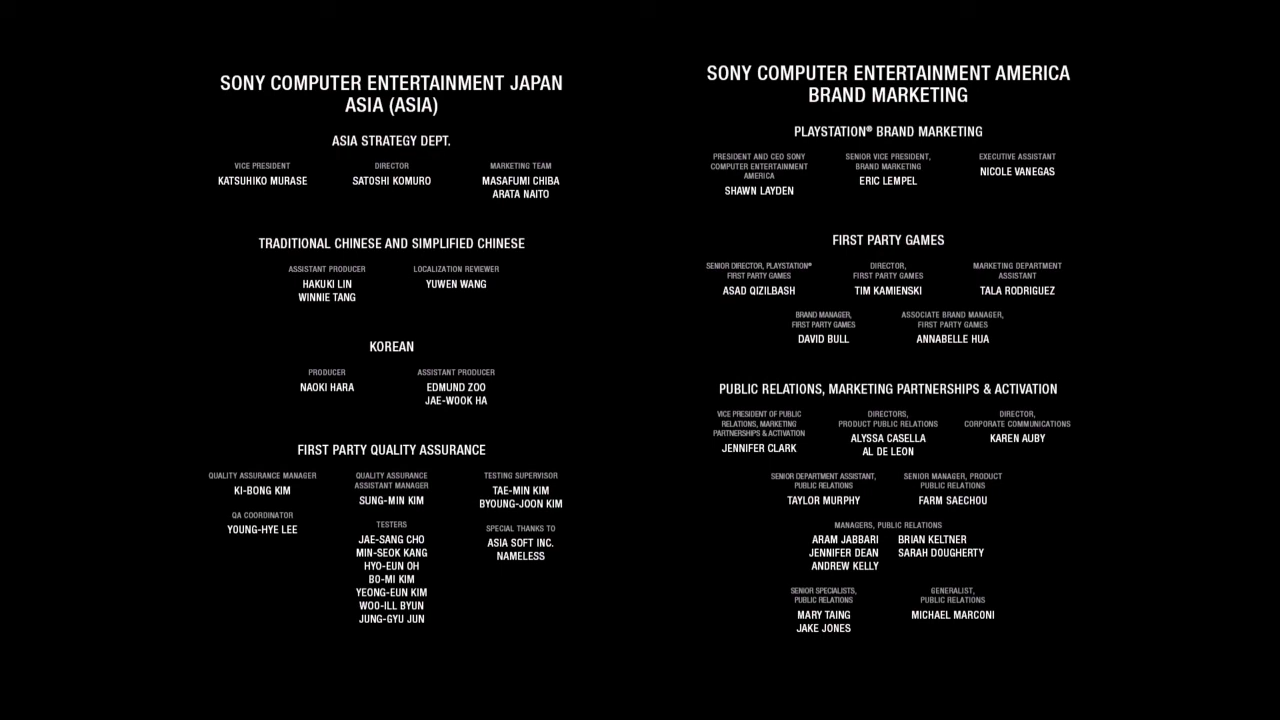 SONY COMPUTER ENTERTAINMENT JAPAN
ASIA (ASIA)
ASIA STRATEGY DEPT.
VICE PRESIDENT
KATSUHIKO MURASE
DIRECTOR
SATOSHI KOMURO
MARKETING TEAM
MASAFUMI CHIBA
ARATA NAITO
TRADITIONAL CHINESE AND SIMPLIFIED CHINESE
ASSISTANT PRODUCER
HAKUKI LIN
WINNIE TANG
LOCALIZATION REVIEWER
YUWEN WANG
KOREAN
PRODUCER
NAOKI HARA
ASSISTANT PRODUCER
EDMUND ZOO
JAE-WOOK HA
FIRST PARTY QUALITY ASSURANCE
QUALITY ASSURANCE MANAGER
KI-BONG KIM
QA COORDINATOR
YOUNG-HYE LEE
QUALITY ASSURANCE
ASSISTANT MANAGER
SUNG-MIN KIM
TESTERS
JAE-SANG CHO
MIN-SEOK KANG
HYO-EUN OH
BO-MI KIM
YEONG-EUN KIM
WOO-ILL BYUN
JUNG-GYU JUN
TESTING SUPERVISOR
TAE-MIN KIM
BYOUNG-JOON KIM
SPECIAL THANKS TO
ASIA SOFT INC.
NAMELESS
SONY COMPUTER ENTERTAINMENT AMERICA
BRAND MARKETING
PLAYSTATION® BRAND MARKETING
PRESIDENT AND CEO SONY
COMPUTER ENTERTAINMENT
AMERICA
SHAWN LAYDEN
SENIOR VICE PRESIDENT,
BRAND MARKETING
ERIC LEMPEL
EXECUTIVE ASSISTANT
NICOLE VANEGAS
FIRST PARTY GAMES
SENIOR DIRECTOR, PLAYSTATION®
FIRST PARTY GAMES
ASAD QIZILBASH
DIRECTOR,
FIRST PARTY GAMES
TIM KAMIENSKI
MARKETING DEPARTMENT
ASSISTANT
TALA RODRIGUEZ
BRAND MANAGER,
FIRST PARTY GAMES
DAVID BULL
ASSOCIATE BRAND MANAGER,
FIRST PARTY GAMES
ANNABELLE HUA
PUBLIC RELATIONS, MARKETING PARTNERSHIPS & ACTIVATION
VICE PRESIDENT OF PUBLIC
RELATIONS, MARKETING
PARTNERSHIPS & ACTIVATION
JENNIFER CLARK
DIRECTORS,
PRODUCT PUBLIC RELATIONS
ALYSSA CASELLA
AL DE LEON
DIRECTOR,
CORPORATE COMMUNICATIONS
KAREN AUBY
SENIOR DEPARTMENT ASSISTANT,
PUBLIC RELATIONS
TAYLOR MURPHY
SENIOR MANAGER, PRODUCT
PUBLIC RELATIONS
FARM SAECHOU
MANAGERS, PUBLIC RELATIONS
ARAM JABBARI
JENNIFER DEAN
ANDREW KELLY
BRIAN KELTNER
SARAH DOUGHERTY
SENIOR SPECIALISTS,
PUBLIC RELATIONS
MARY TAING
JAKE JONES
GENERALIST,
PUBLIC RELATIONS
MICHAEL MARCONI